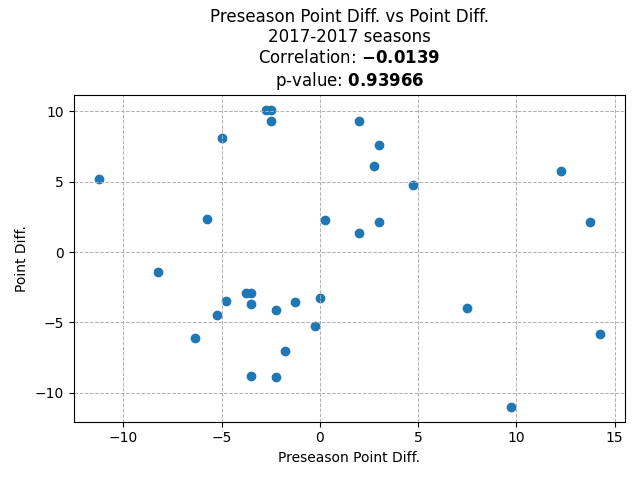 Preseason Point Diff. vs Point Diff.
2017-2017 seasons
Correlation: −0.0139
p-value: 0.93966
10
5
0
−5
−10
Point Diff.
−10
−5
0
5
10
15
Preseason Point Diff.